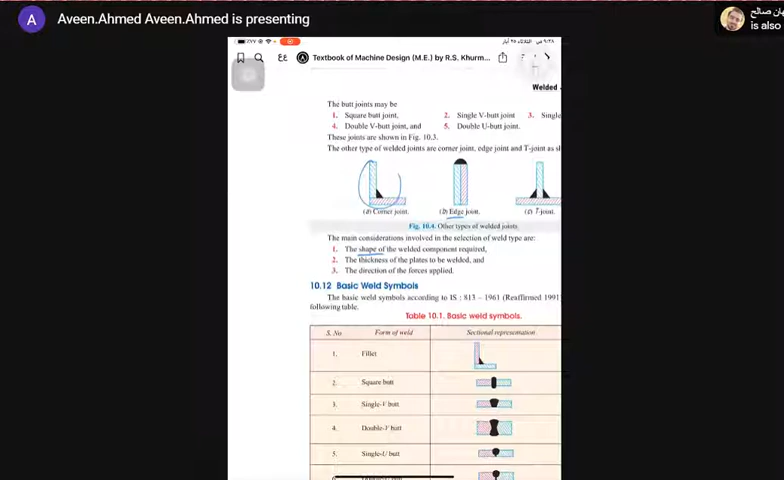 A Aveen.Ahmed Aveen.Ahmed is presenting
صالح
is also
Textbook of Machine Design (M.E.) by R.S. Khurm...
Welded
The butt joints may be
1. Square butt joint, 2. Single V-butt joint 3. Single
4. Double V-butt joint, and 5. Double U-butt joint.
These joints are shown in Fig. 10.3.
The other type of welded joints are corner joint, edge joint and T-joint as sh
(a) Corner joint. (b) Edge joint. (c) T-joint.
Fig. 10.4. Other types of welded joints.
The main considerations involved in the selection of weld type are:
1. The shape of the welded component required,
2. The thickness of the plates to be welded, and
3. The direction of the forces applied.
10.12 Basic Weld Symbols
The basic weld symbols according to IS : 813 – 1961 (Reaffirmed 1991
following table.
Table 10.1. Basic weld symbols.
S. No Form of weld Sectional representation
1. Fillet
2. Square butt
3. Single-V butt
4. Double-V butt
5. Single-U butt